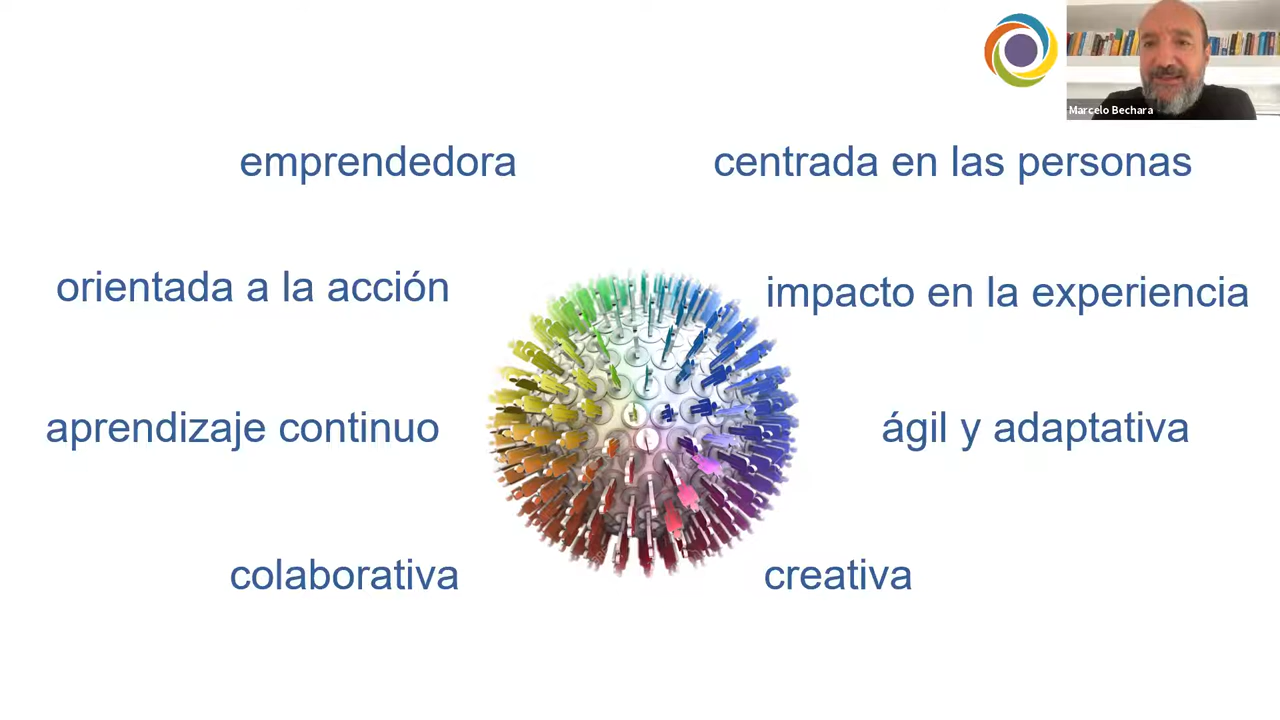 Marcelo Bechara
emprendedora
centrada en las personas
orientada a la acción
impacto en la experiencia
aprendizaje continuo
ágil y adaptativa
colaborativa
creativa